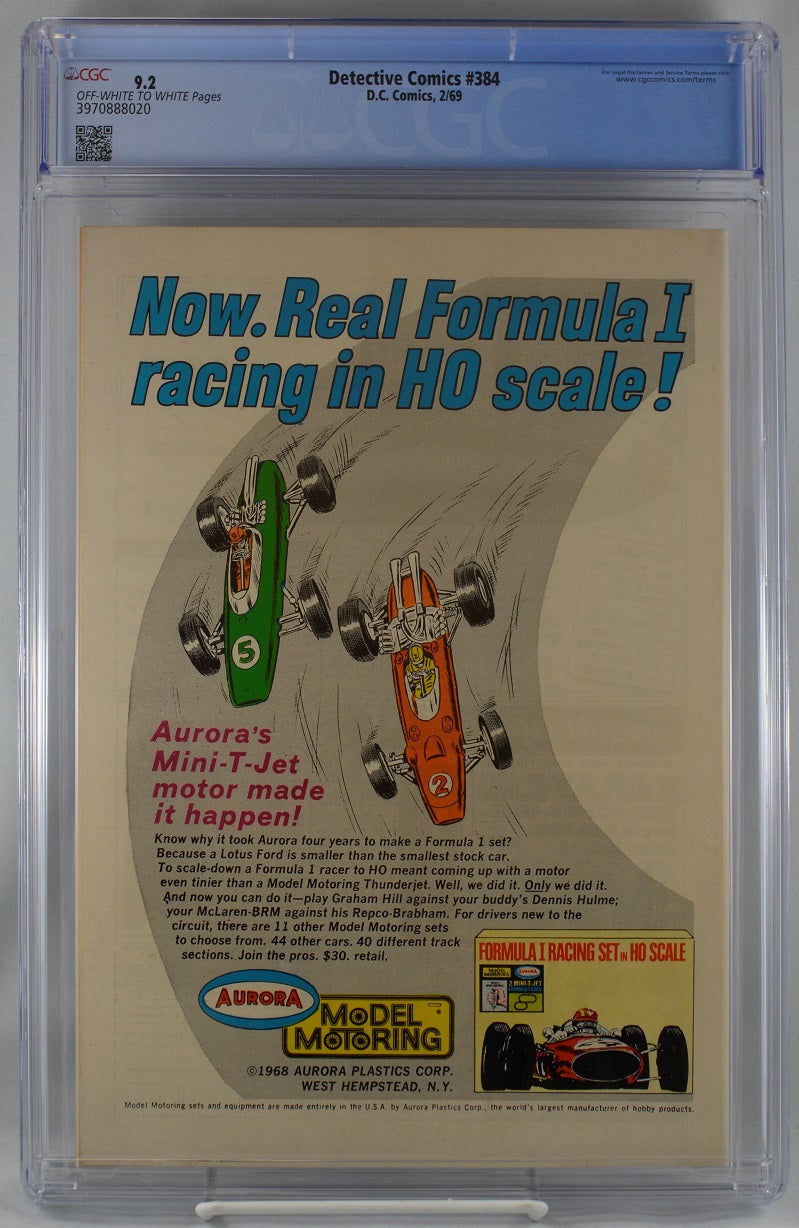 CGC
9.2
OFF-WHITE TO WHITE Pages
3970888020
Detective Comics #384
D.C. Comics, 2/69
For Legal Disclaimer and Service Terms please visit:
www.cgccomics.com/terms
CGC
Now. Real Formula I
racing in HO scale!
5
2
Aurora's
Mini-T-Jet
motor made
it happen!
Know why it took Aurora four years to make a Formula 1 set?
Because a Lotus Ford is smaller than the smallest stock car.
To scale-down a Formula 1 racer to HO meant coming up with a motor
even tinier than a Model Motoring Thunderjet. Well, we did it. Only we did it.
And now you can do it—play Graham Hill against your buddy's Dennis Hulme;
your McLaren-BRM against his Repco-Brabham. For drivers new to the
circuit, there are 11 other Model Motoring sets
to choose from. 44 other cars. 40 different track
sections. Join the pros. $30. retail.
FORMULA I RACING SET IN HO SCALE
MODEL MOTORING
AURORA
2 MINI-T-JET
AURORA
MODEL
MOTORING
©1968 AURORA PLASTICS CORP.
WEST HEMPSTEAD, N.Y.
Model Motoring sets and equipment are made entirely in the U.S.A. by Aurora Plastics Corp., the world's largest manufacturer of hobby products.